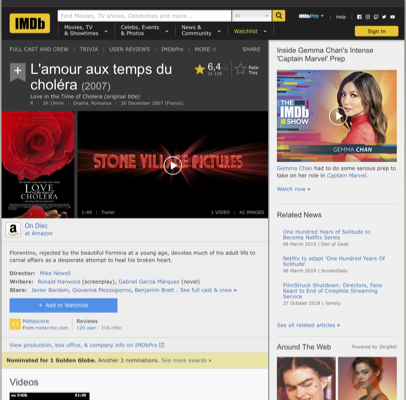 IMDb
Find Movies, TV shows, Celebrities and more...
All
IMDbPro
Help
Movies, TV
& Showtimes
Celebs, Events
& Photos
News &
Community
Watchlist
Sign in
FULL CAST AND CREW | TRIVIA | USER REVIEWS | IMDbPro | MORE
SHARE
L'amour aux temps du
choléra (2007)
Love in the Time of Cholera (original title)
R | 2h 19min | Drama, Romance | 26 December 2007 (France)
6,4
Rate
This
LOVE
CHOLERA
STONE VILLAGE PICTURES
1:49 | Trailer
1 VIDEO | 42 IMAGES
On Disc
at Amazon
Florentino, rejected by the beautiful Fermina at a young age, devotes much of his adult life to
carnal affairs as a desperate attempt to heal his broken heart.
Director: Mike Newell
Writers: Ronald Harwood (screenplay), Gabriel García Márquez (novel)
Stars: Javier Bardem, Giovanna Mezzogiorno, Benjamin Bratt | See full cast & crew »
+ Add to Watchlist
Metascore
From metacritic.com
Reviews
120 user | 116 critic
View production, box office, & company info on IMDbPro
Nominated for 1 Golden Globe. Another 3 nominations. See more awards »
Videos
Inside Gemma Chan's Intense
'Captain Marvel' Prep
THE
IMDb
SHOW
GEMMA CHAN
Gemma Chan had to do some serious prep
to take on her role in Captain Marvel.
Watch now »
Related News
One Hundred Years of Solitude to
Become Netflix Series
06 March 2019 | Den of Geek
Netflix to adapt 'One Hundred Years Of
Solitude'
06 March 2019 | ScreenDaily
FilmStruck Shutdown: Directors, Fans
React to End of Cinephile Streaming
Service
27 October 2018 | Variety
See all related articles »
Around The Web
Powered by ZergNet